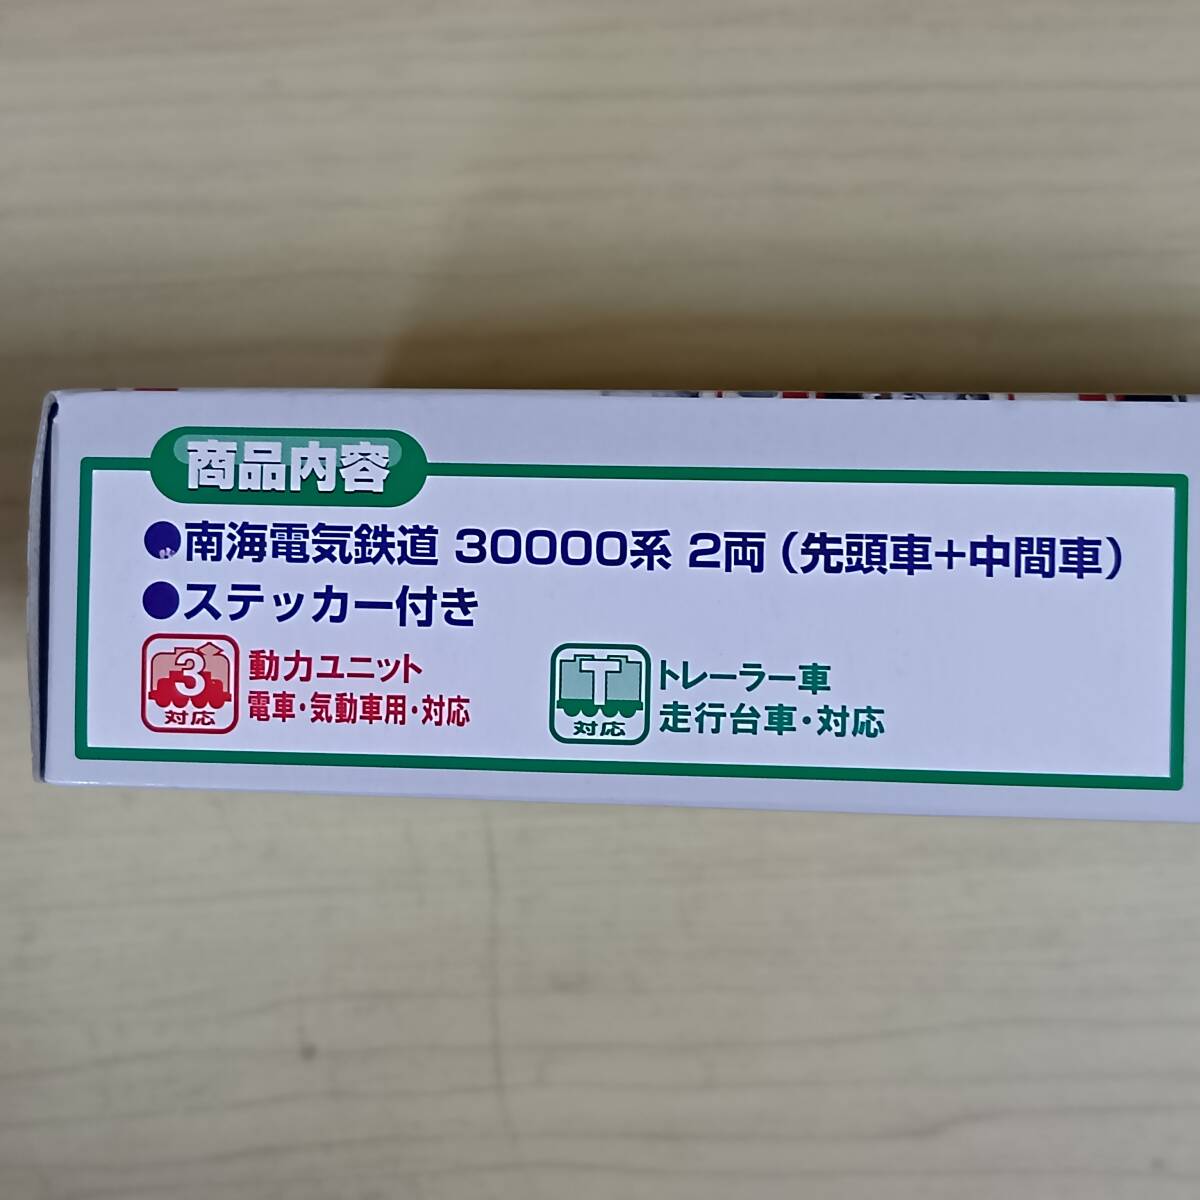 商品内容
●南海電気鉄道 30000系 2両（先頭車+中間車）
●ステッカー付き
3
対応
動力ユニット
電車・気動車用・対応
T
対応
トレーラー車
走行台車・対応